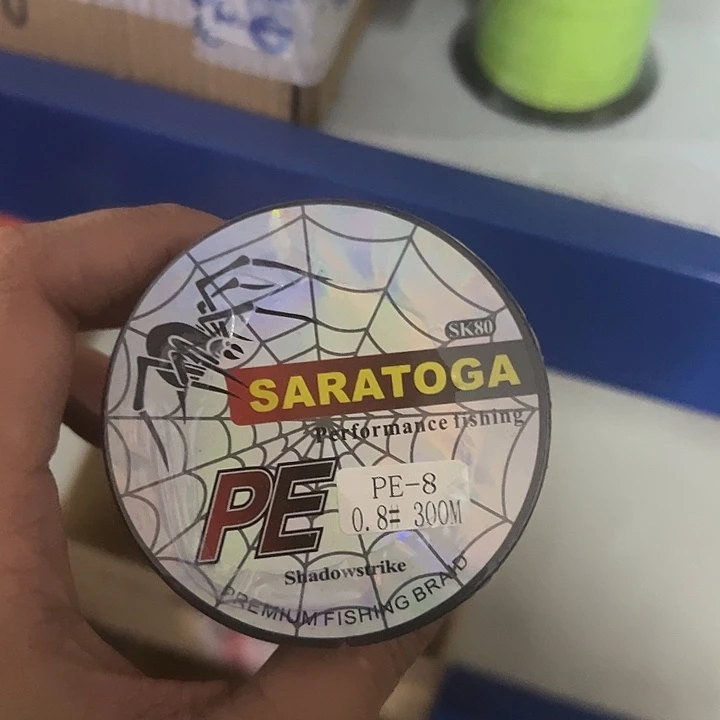 SK80
SARATOGA
Performance fishing
PE
PE-8
0.8# 300M
Shadowstrike
PREMIUM FISHING BRAID